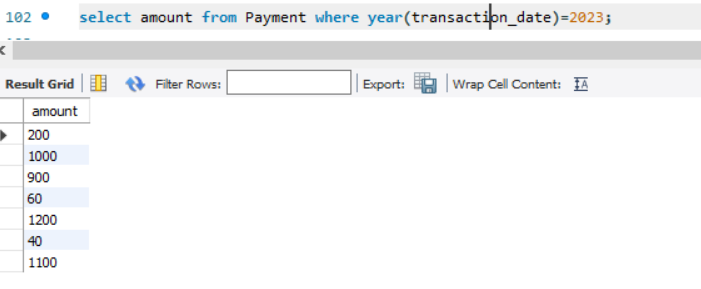 102 select amount from Payment where year(transaction_date)=2023;
Result Grid Filter Rows: Export: Wrap Cell Content: IA
amount
200
1000
900
60
1200
40
1100